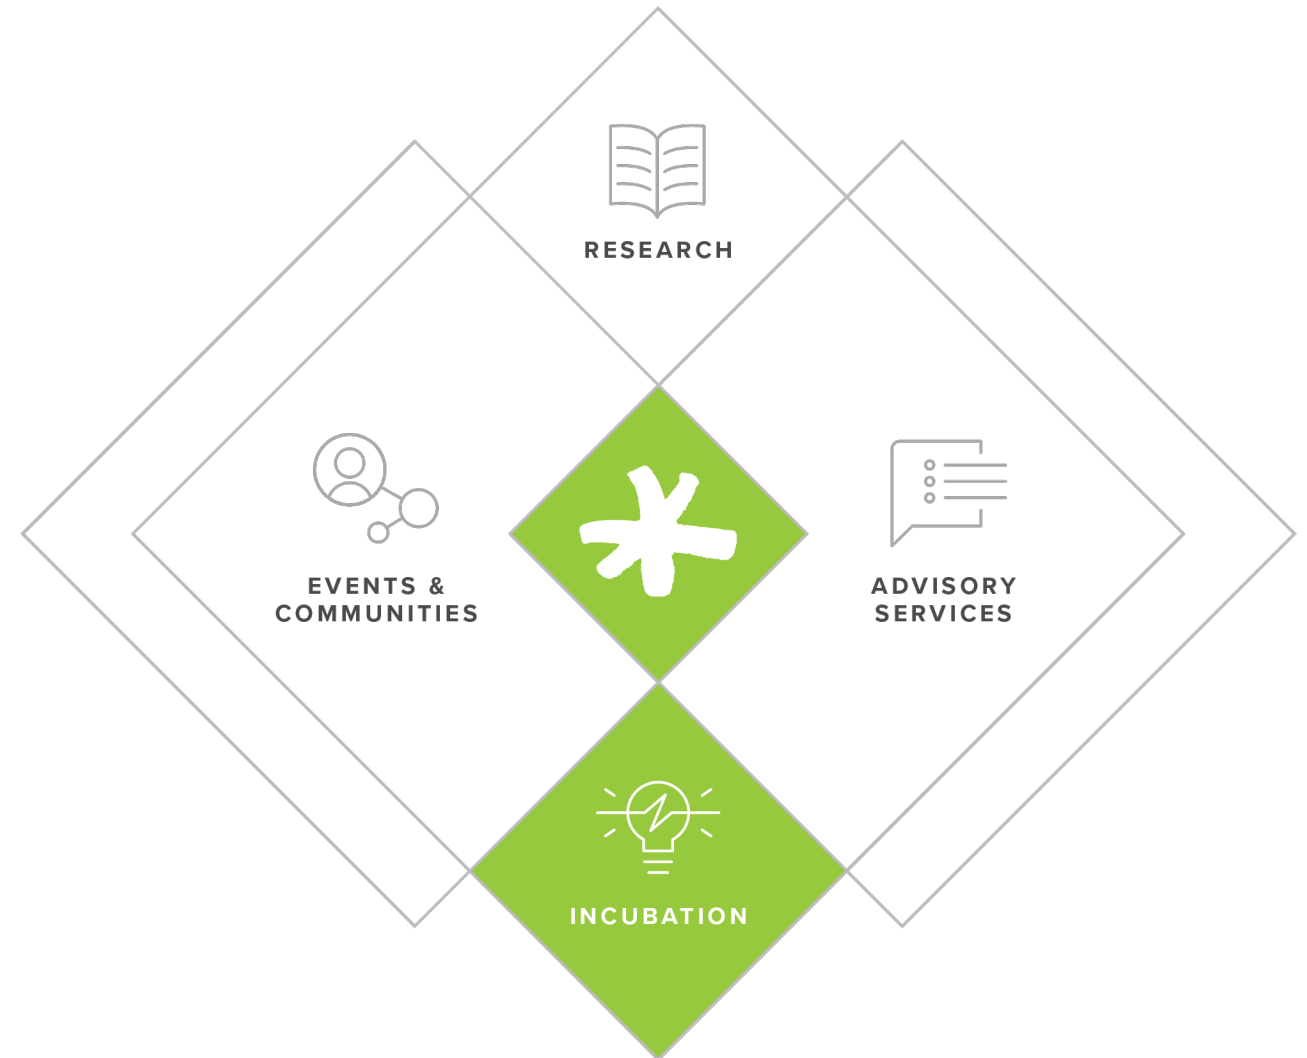 RESEARCH
EVENTS &
COMMUNITIES
ADVISORY
SERVICES
INCUBATION